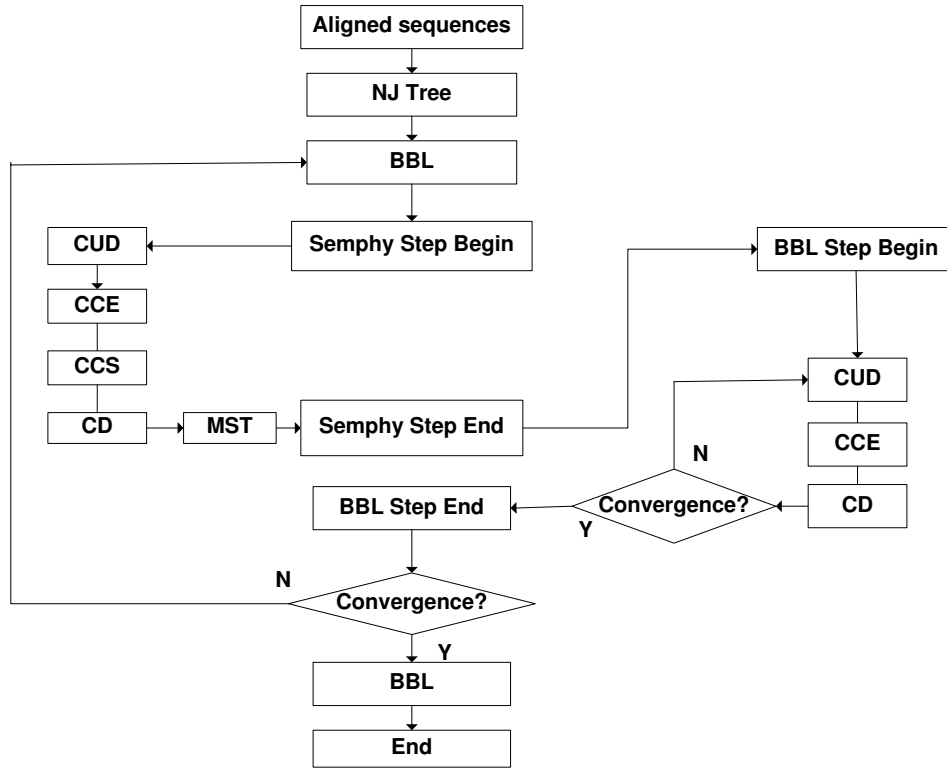 Aligned sequences
NJ Tree
BBL
Semphy Step Begin
CUD
CCE
CCS
CD
MST
Semphy Step End
BBL Step Begin
CUD
CCE
CD
Convergence?
N
Y
BBL Step End
Convergence?
N
Y
BBL
End